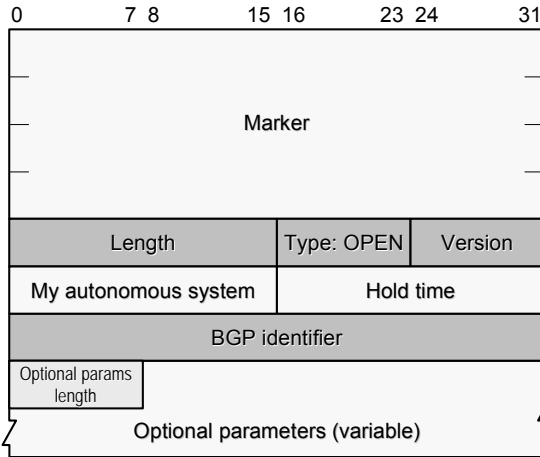 0 7 8 15 16 23 24 31
Marker
Length Type: OPEN Version
My autonomous system Hold time
BGP identifier
Optional params
length
Optional parameters (variable)